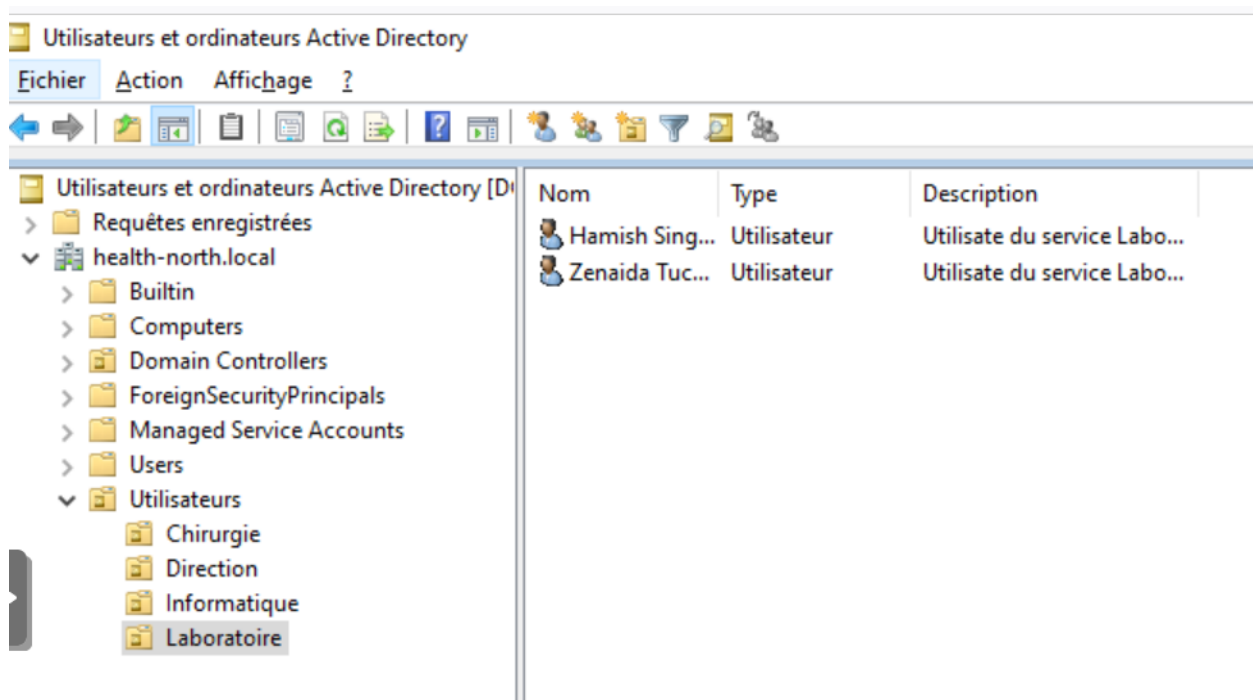 Utilisateurs et ordinateurs Active Directory
Fichier Action Affichage ?
Utilisateurs et ordinateurs Active Directory [D
Requêtes enregistrées
health-north.local
Builtin
Computers
Domain Controllers
ForeignSecurityPrincipals
Managed Service Accounts
Users
Utilisateurs
Chirurgie
Direction
Informatique
Laboratoire
Nom Type Description
Hamish Sing... Utilisateur Utilisate du service Labo...
Zenaida Tuc... Utilisateur Utilisate du service Labo...